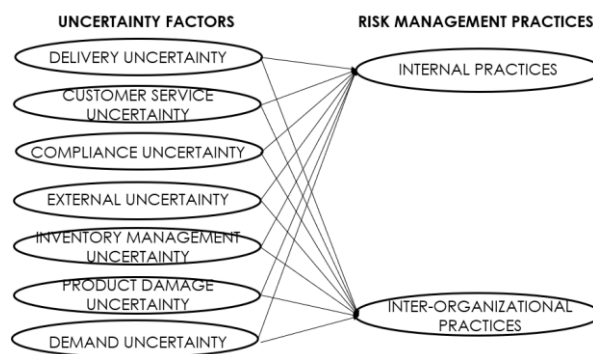 UNCERTAINTY FACTORS
RISK MANAGEMENT PRACTICES
DELIVERY UNCERTAINTY
CUSTOMER SERVICE
UNCERTAINTY
COMPLIANCE UNCERTAINTY
EXTERNAL UNCERTAINTY
INVENTORY MANAGEMENT
UNCERTAINTY
PRODUCT DAMAGE
UNCERTAINTY
DEMAND UNCERTAINTY
INTERNAL PRACTICES
INTER-ORGANIZATIONAL
PRACTICES